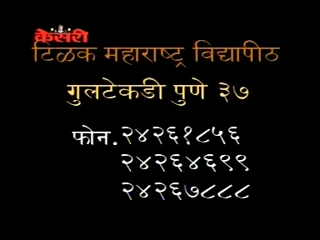 केसरी
टिळक महाराष्ट्र विद्यापीठ
गुलटेकडी पुणे ३७
फोन.२४२६१८५६
२४२६४६९९
२४२६७८८८